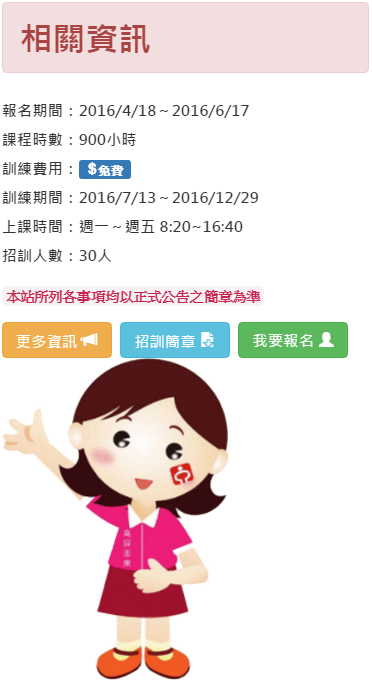 相關資訊
報名期間：2016/4/18～2016/6/17
課程時數：900小時
訓練費用：$免費
訓練期間：2016/7/13～2016/12/29
上課時間：週一～週五 8:20~16:40
招訓人數：30人
本站所列各事項均以正式公告之簡章為準
更多資訊 招訓簡章 我要報名
高屏澎東